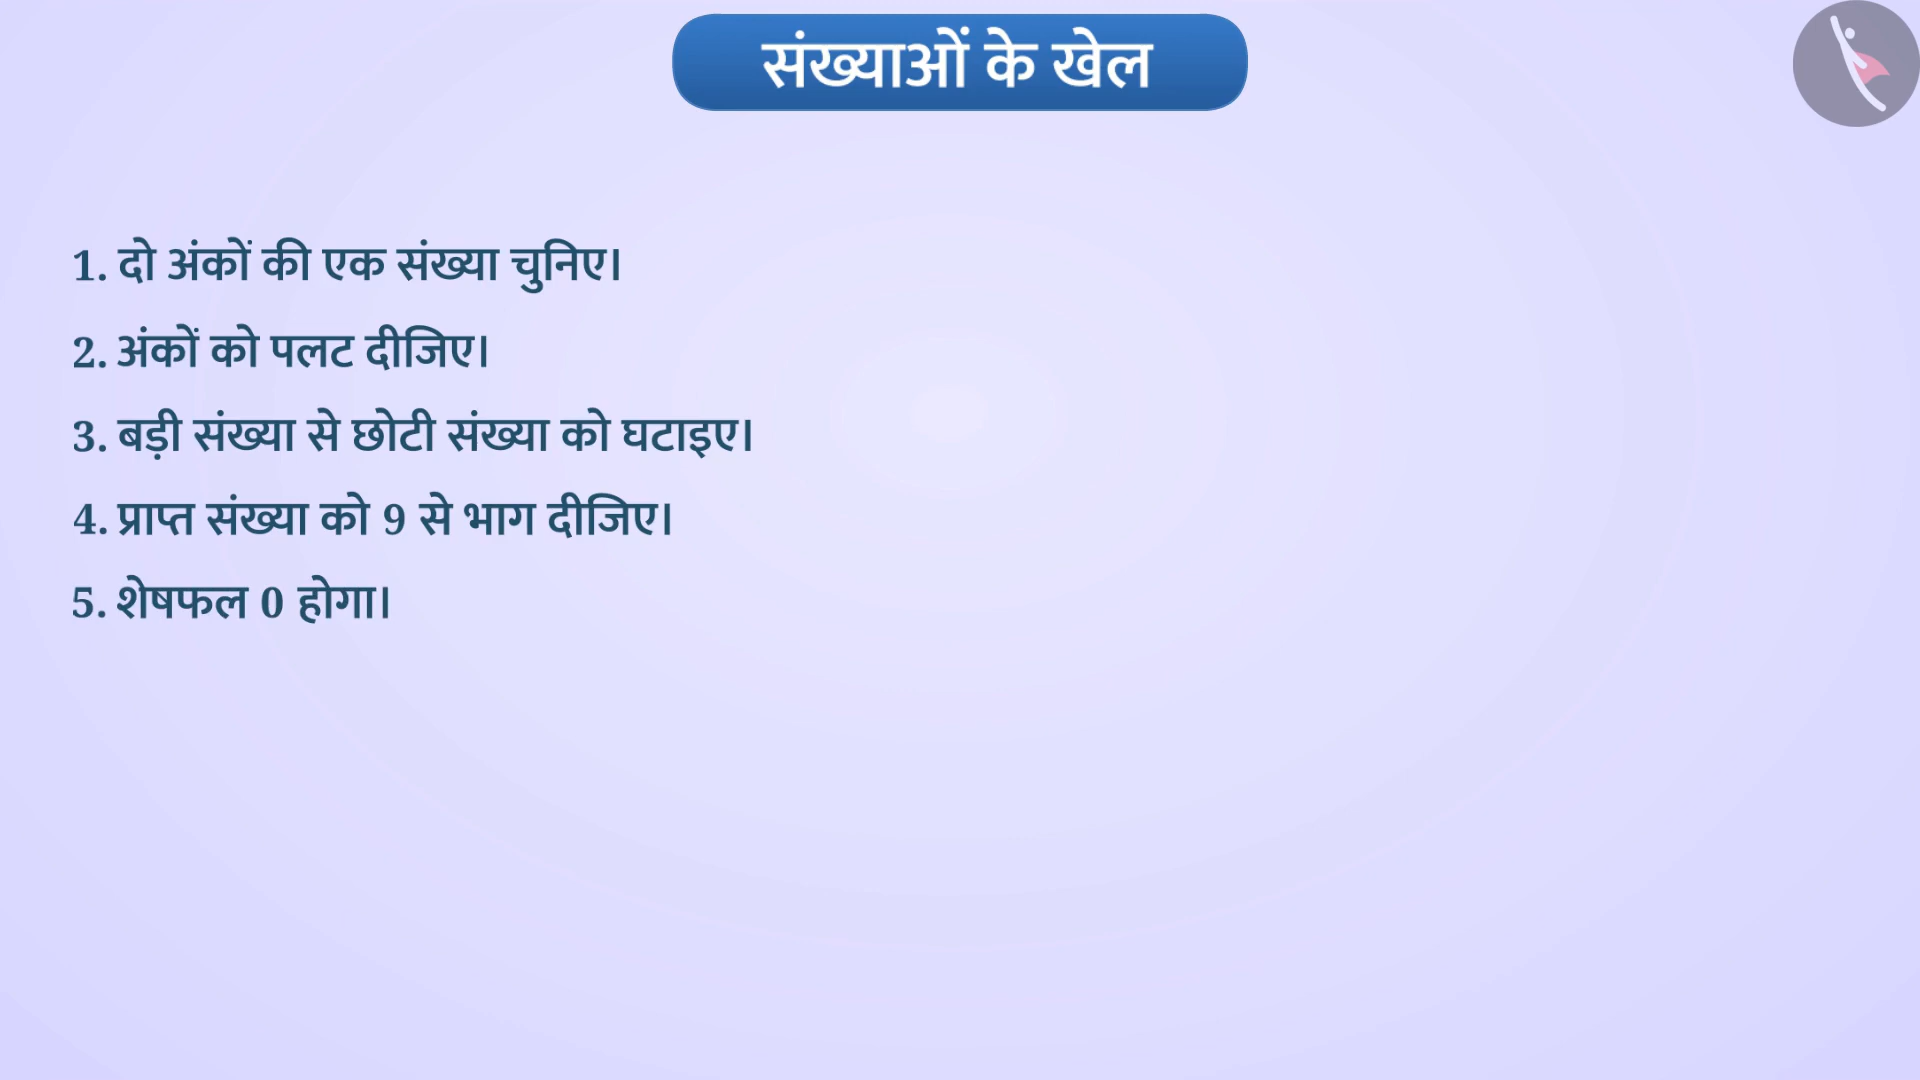 संख्याओं के खेल
1. दो अंकों की एक संख्या चुनिए।
2. अंकों को पलट दीजिए।
3. बड़ी संख्या से छोटी संख्या को घटाइए।
4. प्राप्त संख्या को 9 से भाग दीजिए।
5. शेषफल 0 होगा।